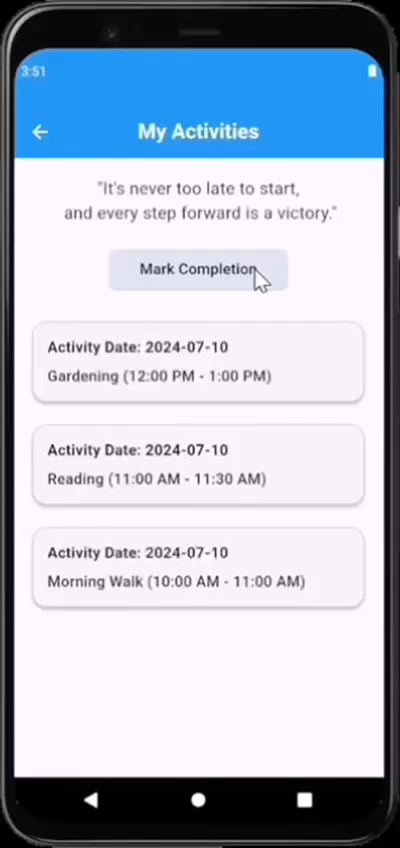 3:51
My Activities
"It's never too late to start,
and every step forward is a victory."
Mark Completion
Activity Date: 2024-07-10
Gardening (12:00 PM - 1:00 PM)
Activity Date: 2024-07-10
Reading (11:00 AM - 11:30 AM)
Activity Date: 2024-07-10
Morning Walk (10:00 AM - 11:00 AM)